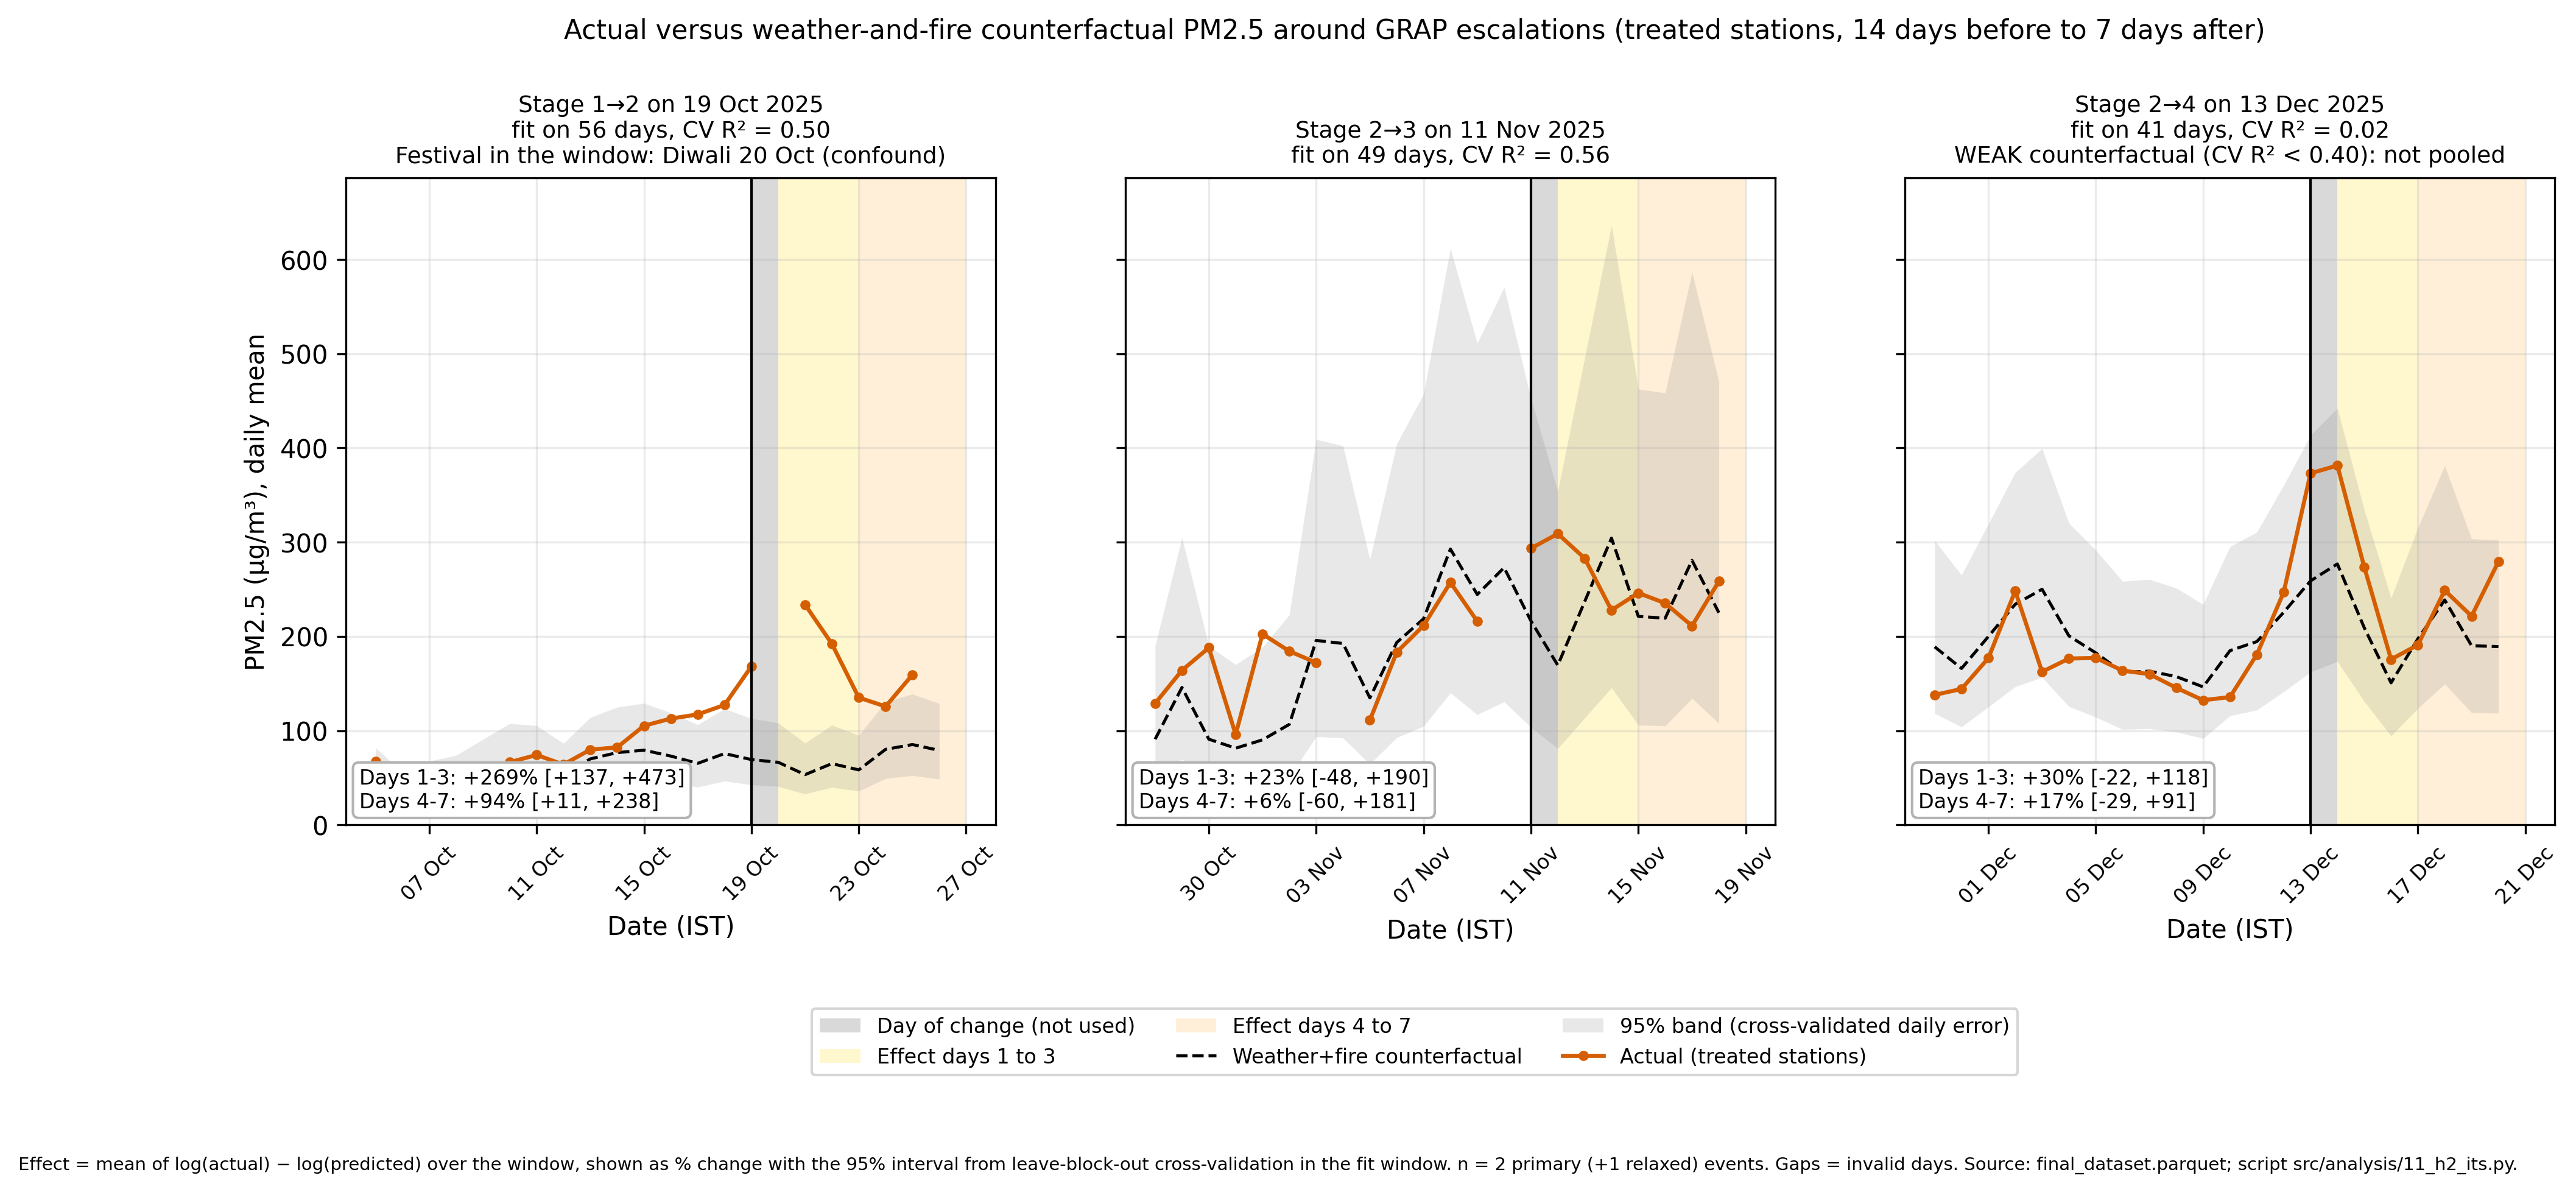 Actual versus weather-and-fire counterfactual PM2.5 around GRAP escalations (treated stations, 14 days before to 7 days after)
Stage 1→2 on 19 Oct 2025
fit on 56 days, CV R² = 0.50
Festival in the window: Diwali 20 Oct (confound)
Stage 2→3 on 11 Nov 2025
fit on 49 days, CV R² = 0.56
Stage 2→4 on 13 Dec 2025
fit on 41 days, CV R² = 0.02
WEAK counterfactual (CV R² < 0.40): not pooled
PM2.5 (µg/m³), daily mean
600
500
400
300
200
100
0
Days 1-3: +269% [+137, +473]
Days 4-7: +94% [+11, +238]
Days 1-3: +23% [-48, +190]
Days 4-7: +6% [-60, +181]
Days 1-3: +30% [-22, +118]
Days 4-7: +17% [-29, +91]
07 Oct
11 Oct
15 Oct
19 Oct
23 Oct
27 Oct
30 Oct
03 Nov
07 Nov
11 Nov
15 Nov
19 Nov
01 Dec
05 Dec
09 Dec
13 Dec
17 Dec
21 Dec
Date (IST)
Date (IST)
Date (IST)
Day of change (not used)
Effect days 1 to 3
Effect days 4 to 7
Weather+fire counterfactual
95% band (cross-validated daily error)
Actual (treated stations)
Effect = mean of log(actual) − log(predicted) over the window, shown as % change with the 95% interval from leave-block-out cross-validation in the fit window. n = 2 primary (+1 relaxed) events. Gaps = invalid days. Source: final_dataset.parquet; script src/analysis/11_h2_its.py.